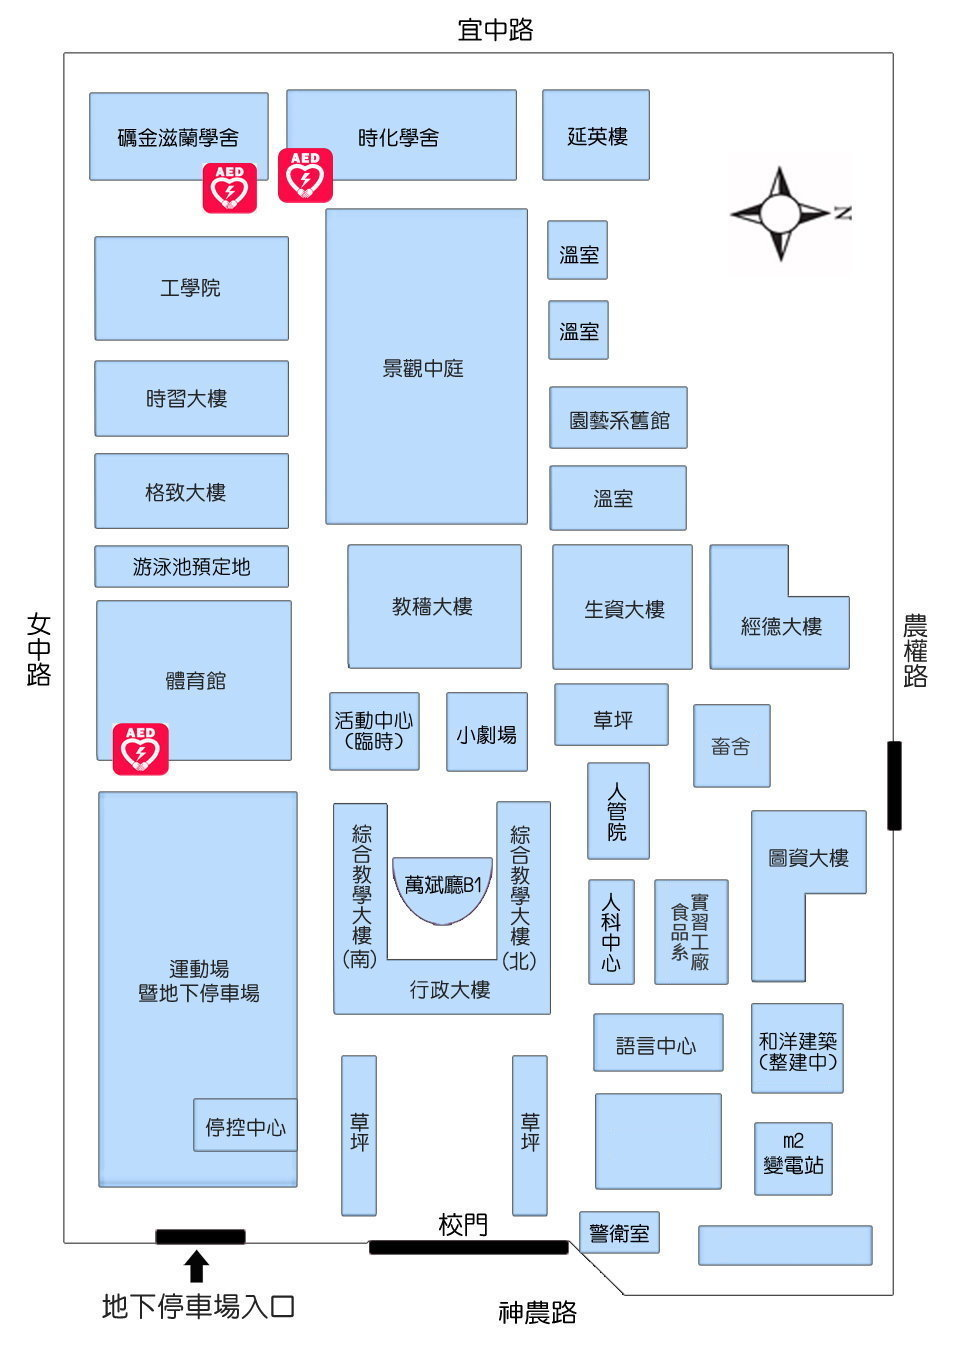 宜中路
礪金滋蘭學舍
時化學舍
延英樓
AED
AED
N
溫室
工學院
溫室
景觀中庭
時習大樓
園藝系舊館
格致大樓
溫室
游泳池預定地
教穡大樓
生資大樓
經德大樓
女中路
農權路
體育館
AED
活動中心
(臨時)
小劇場
草坪
畜舍
人管院
綜合教學大樓
(南)
萬斌廳B1
綜合教學大樓
(北)
圖資大樓
人科中心
食品系
實習工廠
運動場
暨地下停車場
行政大樓
語言中心
和洋建築
(整建中)
停控中心
草坪
草坪
m2
變電站
校門
警衛室
地下停車場入口
神農路